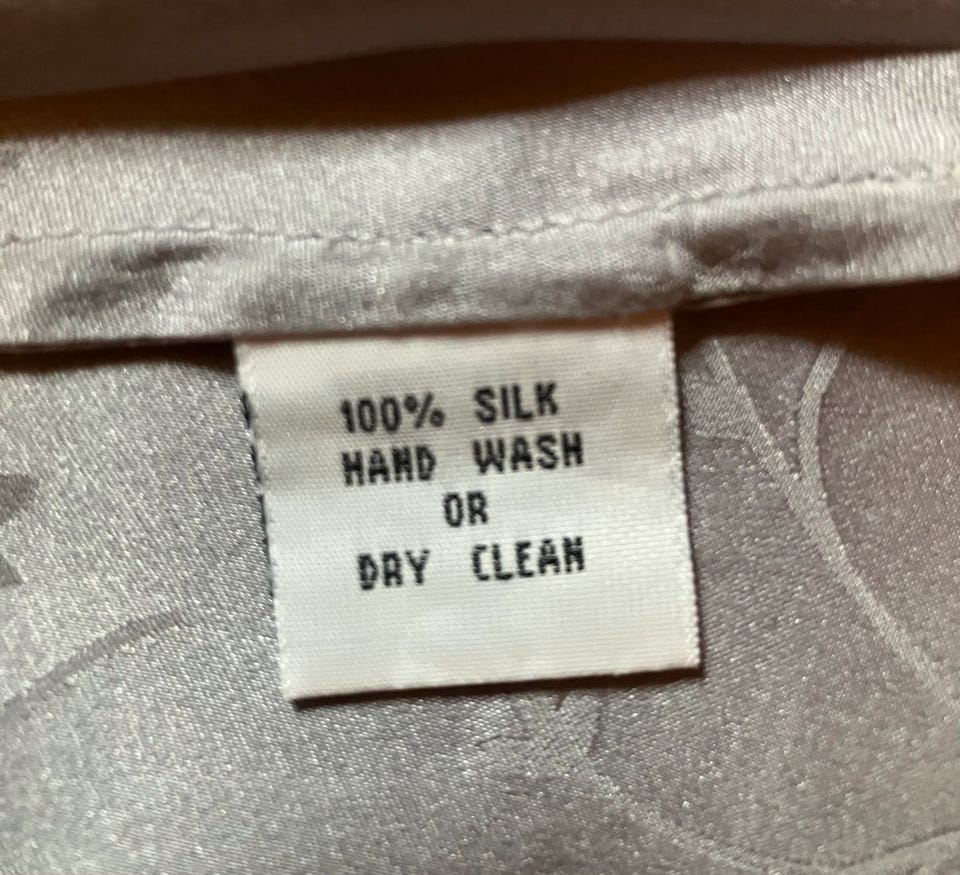 100% SILK
HAND WASH
OR
DRY CLEAN